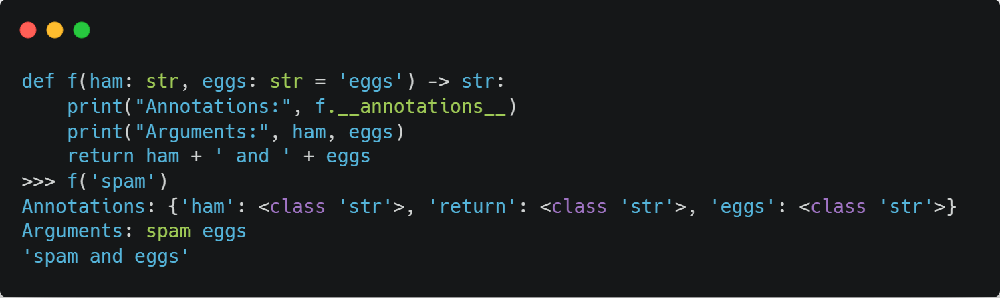 def f(ham: str, eggs: str = 'eggs') -> str:
    print("Annotations:", f.__annotations__)
    print("Arguments:", ham, eggs)
    return ham + ' and ' + eggs
>>> f('spam')
Annotations: {'ham': <class 'str'>, 'return': <class 'str'>, 'eggs': <class 'str'>}
Arguments: spam eggs
'spam and eggs'